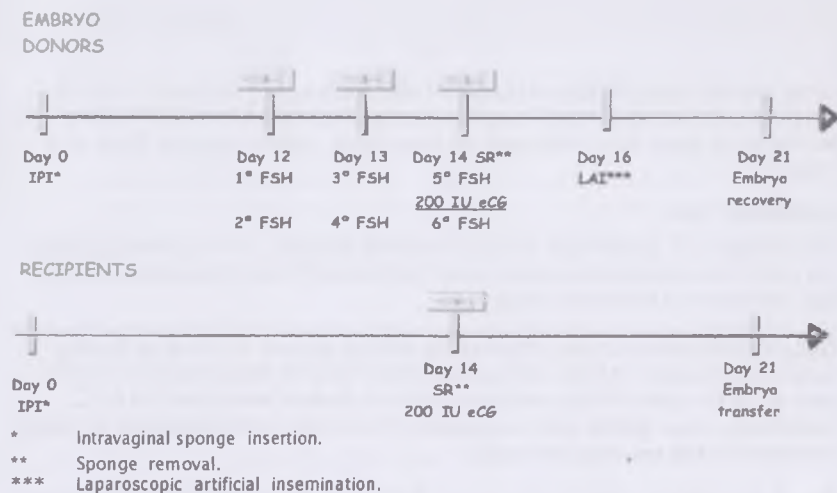 EMBRYO
DONORS
Day 0 Day 12 Day 13 Day 14 SR** Day 16 Day 21
IPI* 1° FSH 3° FSH 5° FSH LAI*** Embryo
200 IU eCG recovery
2° FSH 4° FSH 6° FSH
RECIPIENTS
Day 0 Day 14 Day 21
IPI* SR** Embryo
200 IU eCG transfer
* Intravaginal sponge insertion.
** Sponge removal.
*** Laparoscopic artificial insemination.